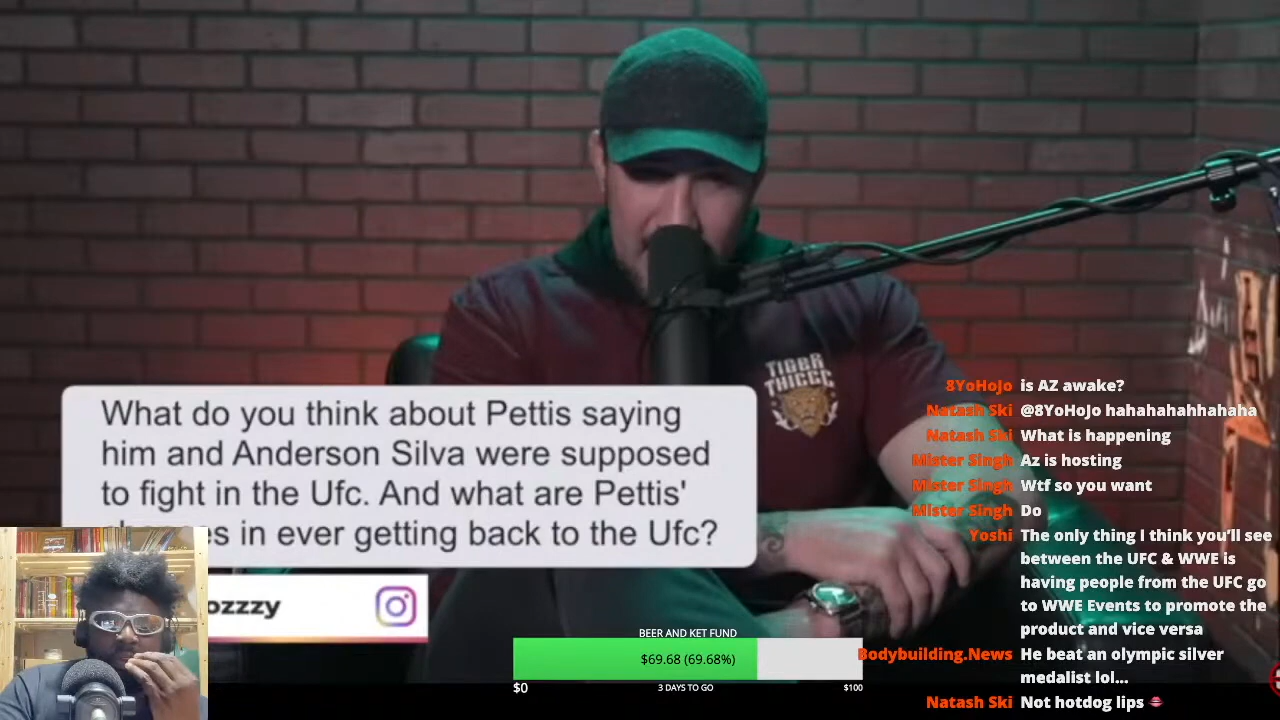 TIGER
THICCC
What do you think about Pettis saying
him and Anderson Silva were supposed
to fight in the Ufc. And what are Pettis'
in ever getting back to the Ufc?
ozzzy
BEER AND KET FUND
$69.68 (69.68%)
$0
3 DAYS TO GO
$100
8YoHoJo is AZ awake?
Natash Ski @8YoHoJo hahahahahhahaha
Natash Ski What is happening
Mister Singh Az is hosting
Mister Singh Wtf so you want
Mister Singh Do
Yoshi The only thing I think you'll see
between the UFC & WWE is
having people from the UFC go
to WWE Events to promote the
product and vice versa
Bodybuilding.News He beat an olympic silver
medalist lol...
Natash Ski Not hotdog lips 💋